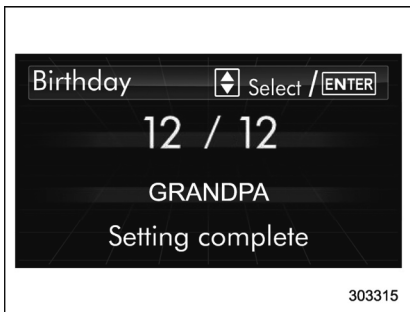 Birthday Select / ENTER
12 / 12
GRANDPA
Setting complete
303315